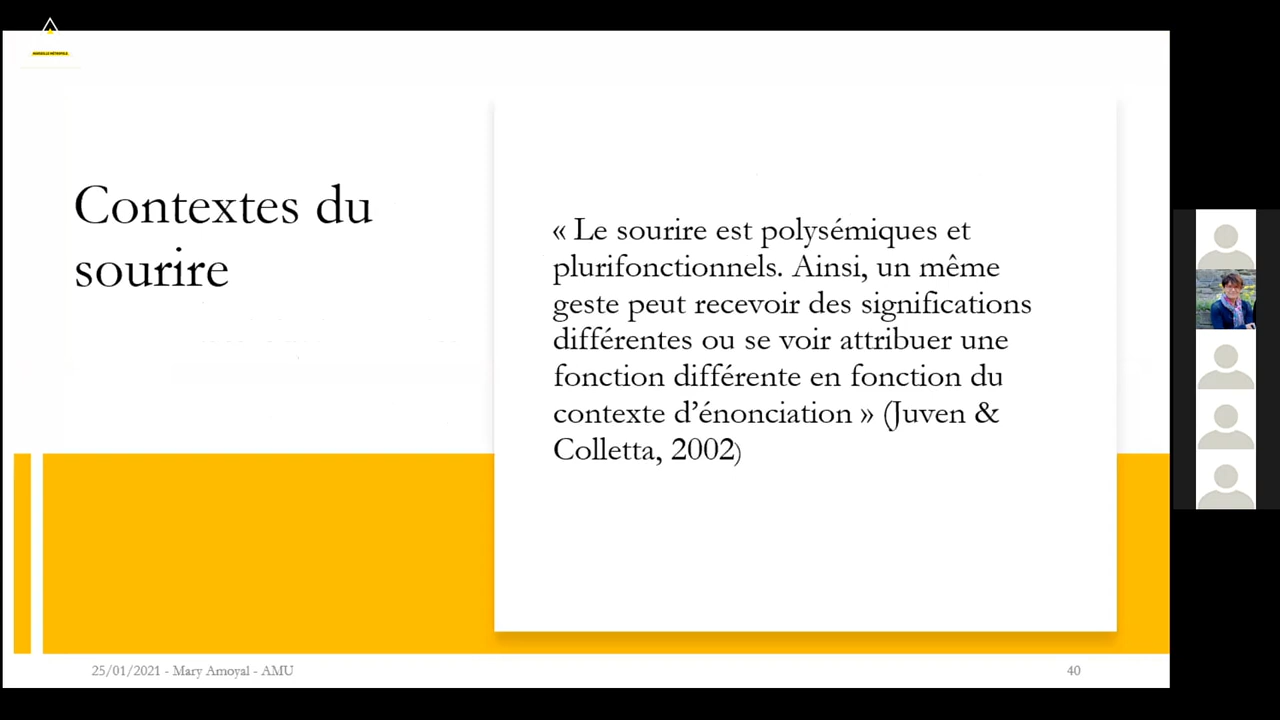 MARSEILLE MÉTROPOLE
Contextes du
sourire
« Le sourire est polysémiques et
plurifonctionnels. Ainsi, un même
geste peut recevoir des significations
différentes ou se voir attribuer une
fonction différente en fonction du
contexte d’énonciation » (Juven &
Colletta, 2002)
25/01/2021 - Mary Amoyal - AMU
40